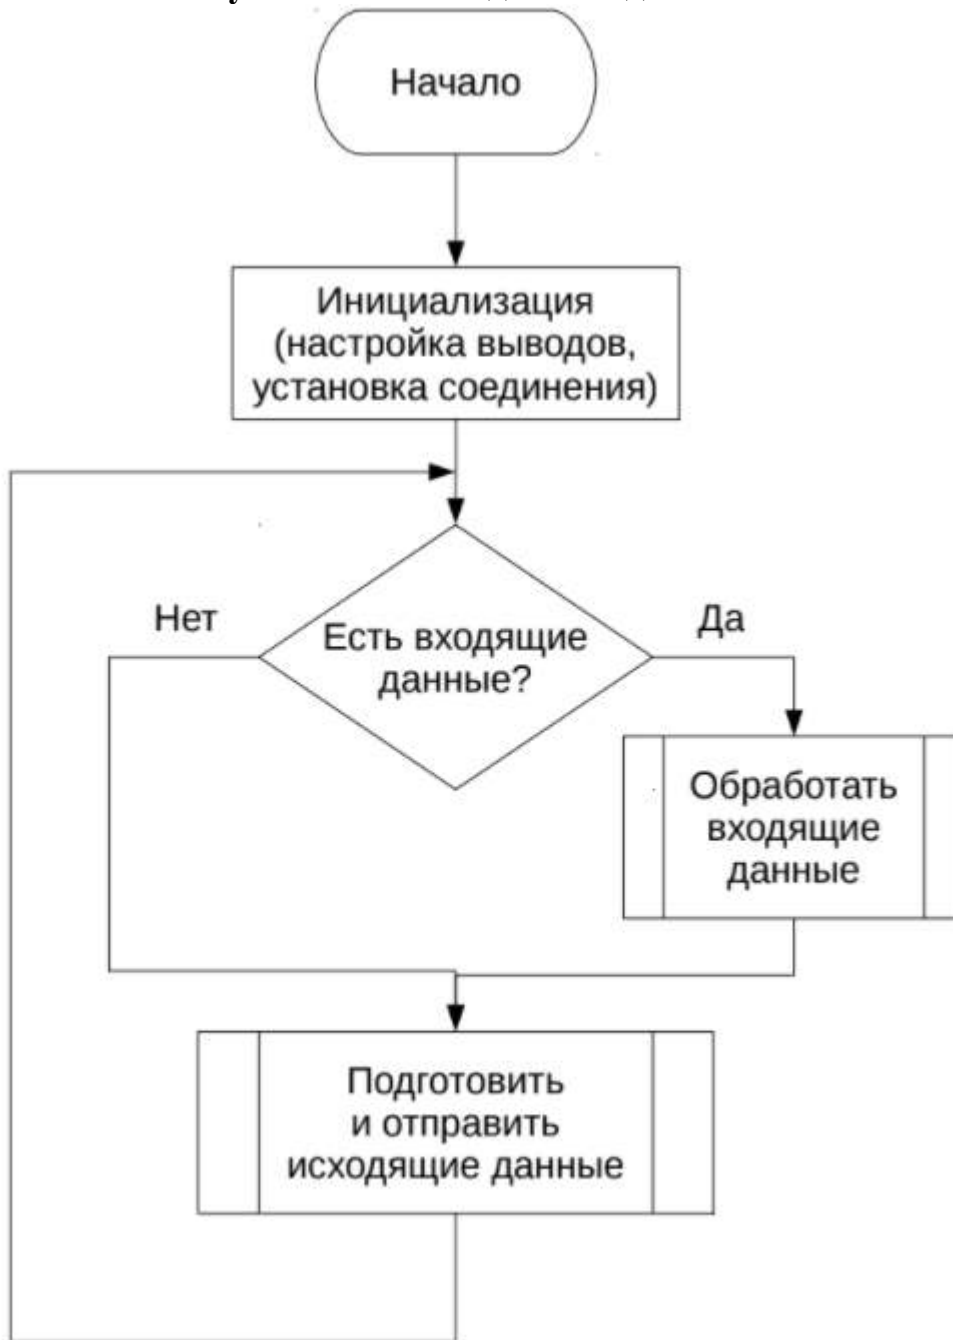 Начало
Инициализация
(настройка выводов,
установка соединения)
Нет
Да
Есть входящие
данные?
Обработать
входящие
данные
Подготовить
и отправить
исходящие данные